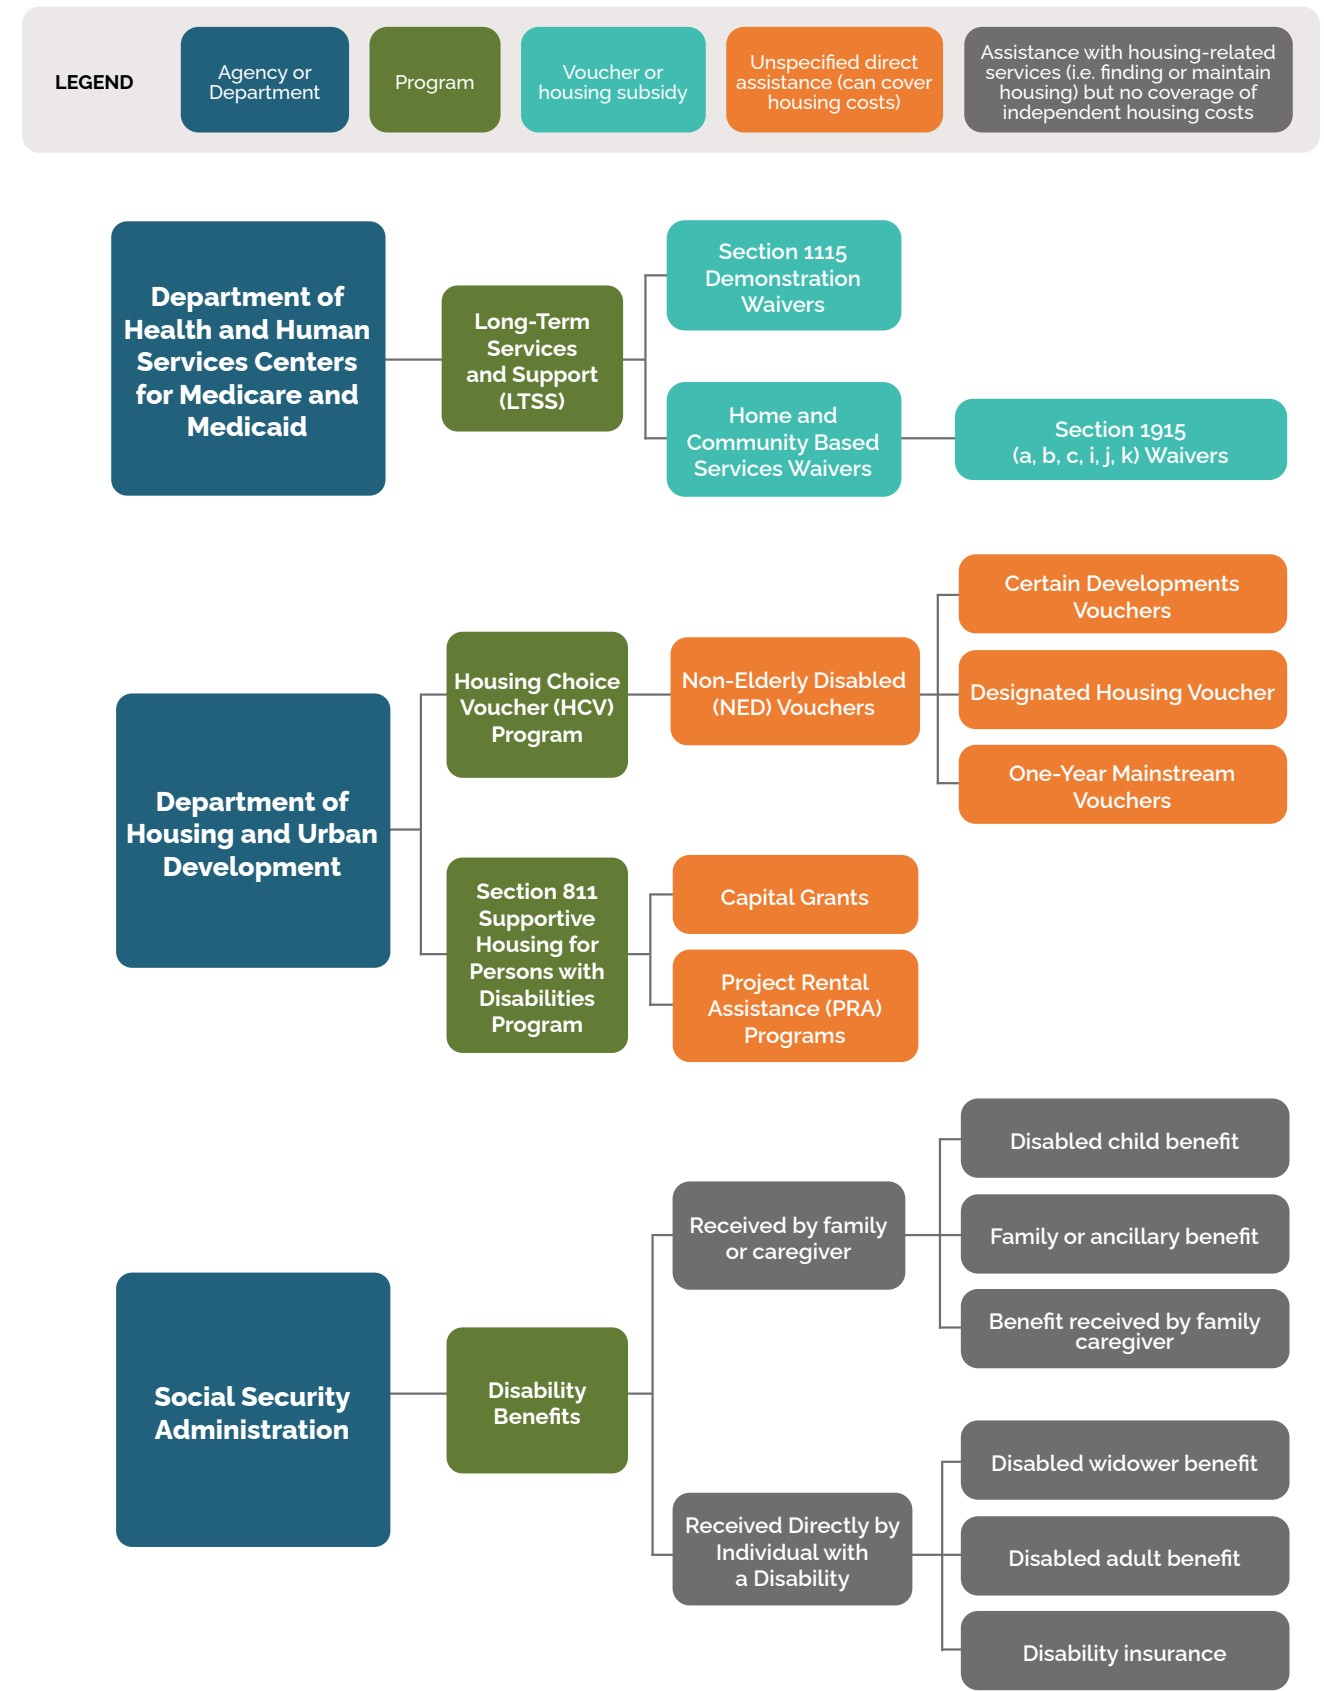 LEGEND
Agency or
Department
Program
Voucher or
housing subsidy
Unspecified direct
assistance (can cover
housing costs)
Assistance with housing-related
services (i.e. finding or maintain
housing) but no coverage of
independent housing costs
Department of
Health and Human
Services Centers
for Medicare and
Medicaid
Long-Term
Services
and Support
(LTSS)
Section 1115
Demonstration
Waivers
Home and
Community Based
Services Waivers
Section 1915
(a, b, c, i, j, k) Waivers
Department of
Housing and Urban
Development
Housing Choice
Voucher (HCV)
Program
Non-Elderly Disabled
(NED) Vouchers
Certain Developments
Vouchers
Designated Housing Voucher
One-Year Mainstream
Vouchers
Section 811
Supportive
Housing for
Persons with
Disabilities
Program
Capital Grants
Project Rental
Assistance (PRA)
Programs
Social Security
Administration
Disability
Benefits
Received by family
or caregiver
Disabled child benefit
Family or ancillary benefit
Benefit received by family
caregiver
Received Directly by
Individual with
a Disability
Disabled widower benefit
Disabled adult benefit
Disability insurance